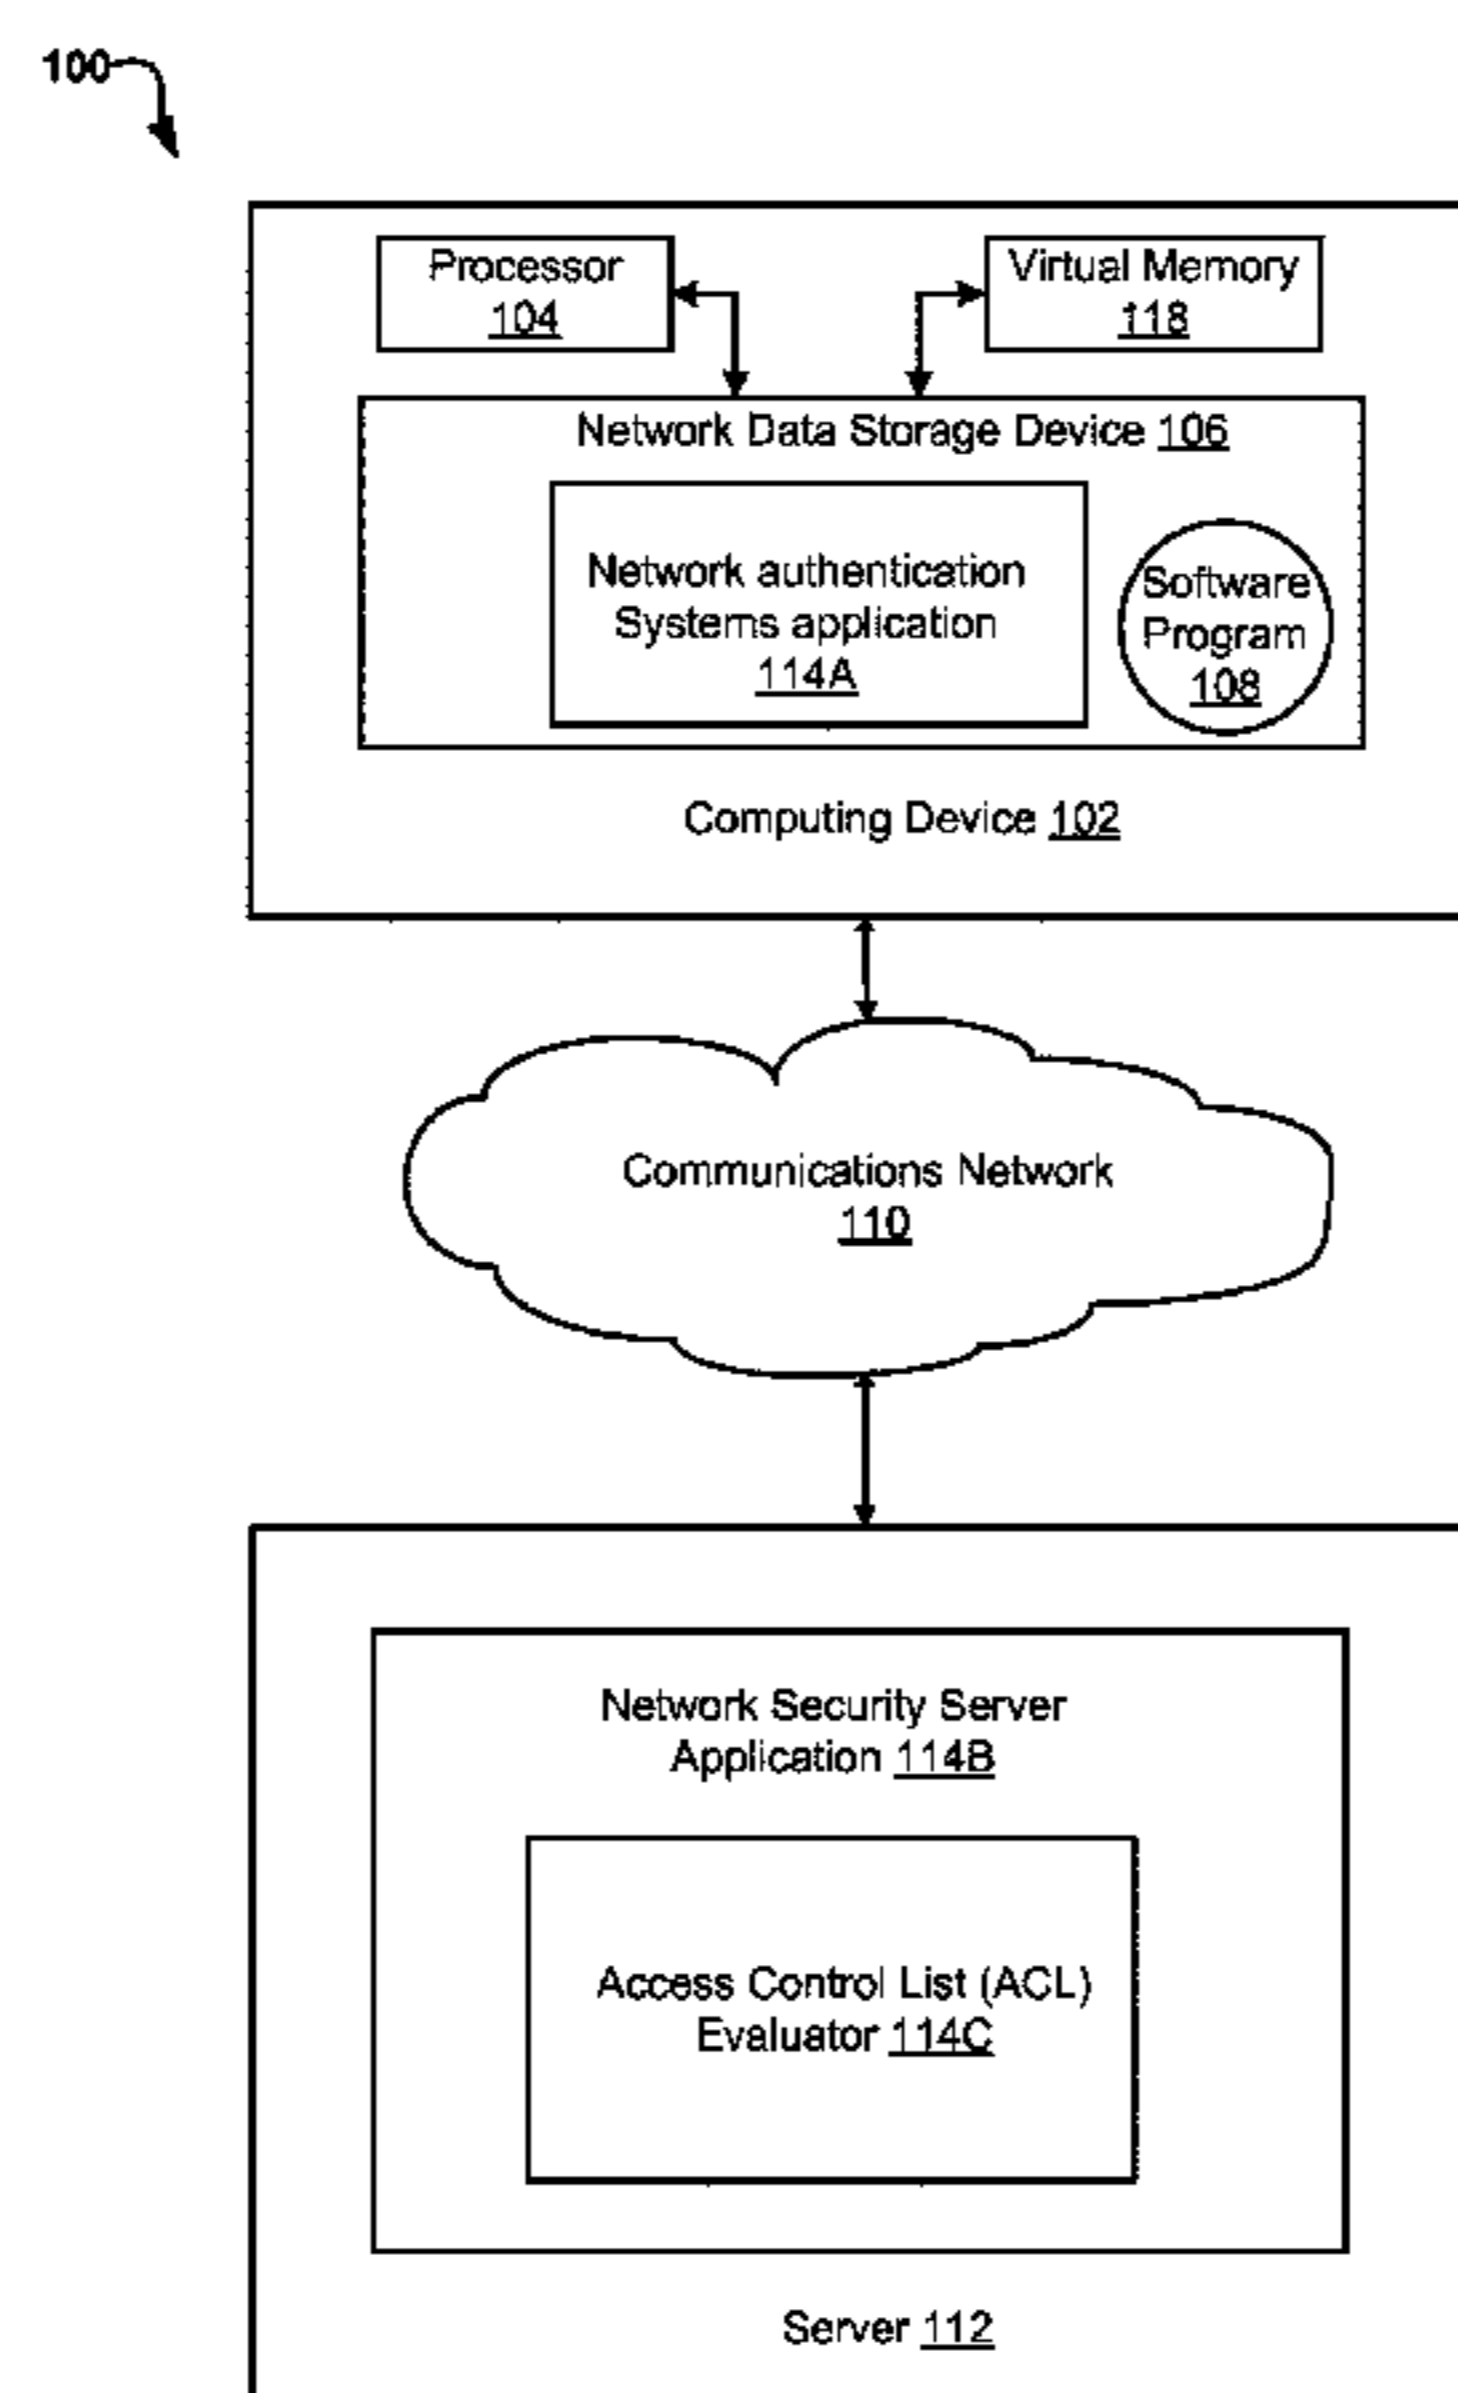 100
Processor
104
Virtual Memory
118
Network Data Storage Device 106
Network authentication
Systems application
114A
Software
Program
108
Computing Device 102
Communications Network
110
Network Security Server
Application 114B
Access Control List (ACL)
Evaluator 114C
Server 112